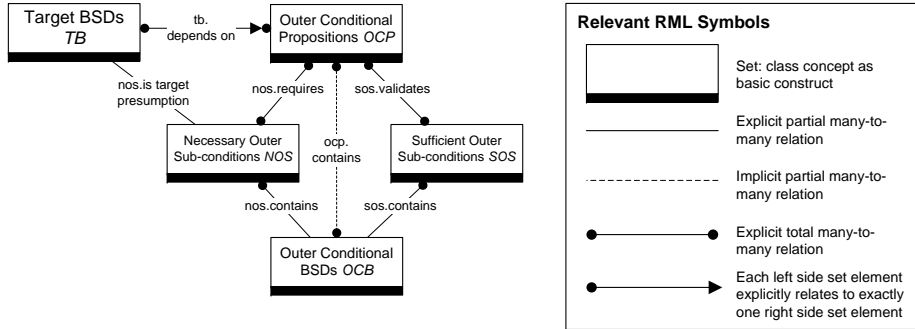 Target BSDs
TB
tb.
depends on
Outer Conditional
Propositions OCP
nos.is target
presumption
nos.requires
sos.validates
ocp.
contains
Necessary Outer
Sub-conditions NOS
Sufficient Outer
Sub-conditions SOS
nos.contains
sos.contains
Outer Conditional
BSDs OCB
Relevant RML Symbols
Set: class concept as
basic construct
Explicit partial many-to-
many relation
Implicit partial many-to-
many relation
Explicit total many-to-
many relation
Each left side set element
explicitly relates to exactly
one right side set element